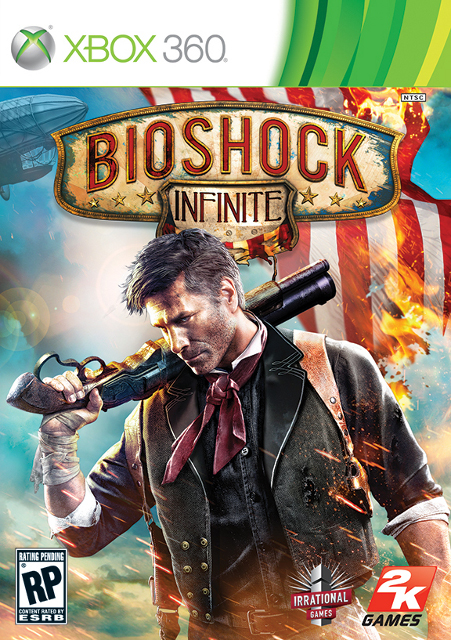 XBOX 360
NTSC
BIOSHOCK
INFINITE
RATING PENDING
RP
CONTENT RATED BY
ESRB
IRRATIONAL
GAMES
2K
GAMES